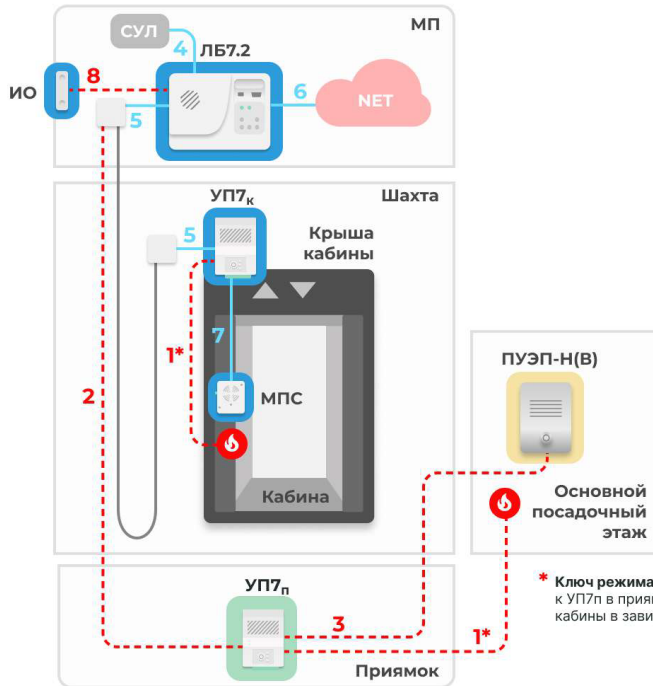 МП
СУЛ
4
ЛБ7.2
ИО
8
5
6
NET
УП7к
Шахта
5
Крыша
кабины
7
1*
2
МПС
ПУЭП-Н(В)
Кабина
Основной
посадочный
этаж
УП7п
3
1*
Приямок
* Ключ режима
к УП7п в прия
кабины в зави